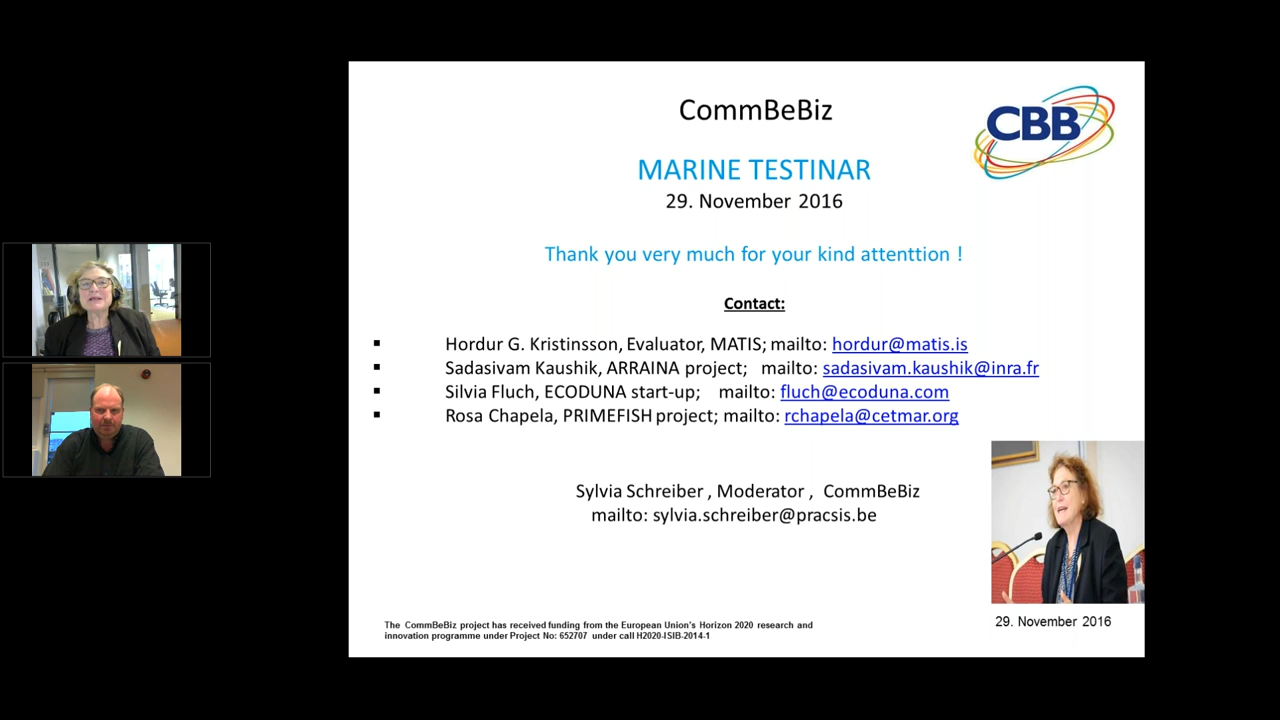 CommBeBiz
CBB
MARINE TESTINAR
29. November 2016
Thank you very much for your kind attenttion !
Contact:
▪ Hordur G. Kristinsson, Evaluator, MATIS; mailto: hordur@matis.is
▪ Sadasivam Kaushik, ARRAINA project; mailto: sadasivam.kaushik@inra.fr
▪ Silvia Fluch, ECODUNA start-up; mailto: fluch@ecoduna.com
▪ Rosa Chapela, PRIMEFISH project; mailto: rchapela@cetmar.org
Sylvia Schreiber , Moderator , CommBeBiz
mailto: sylvia.schreiber@pracsis.be
The CommBeBiz project has received funding from the European Union's Horizon 2020 research and
innovation programme under Project No: 652707 under call H2020-ISIB-2014-1
29. November 2016